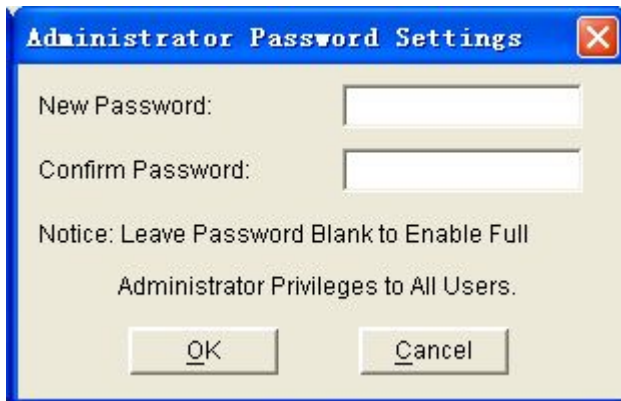 Administrator Password Settings
New Password:
Confirm Password:
Notice: Leave Password Blank to Enable Full
Administrator Privileges to All Users.
OK
Cancel